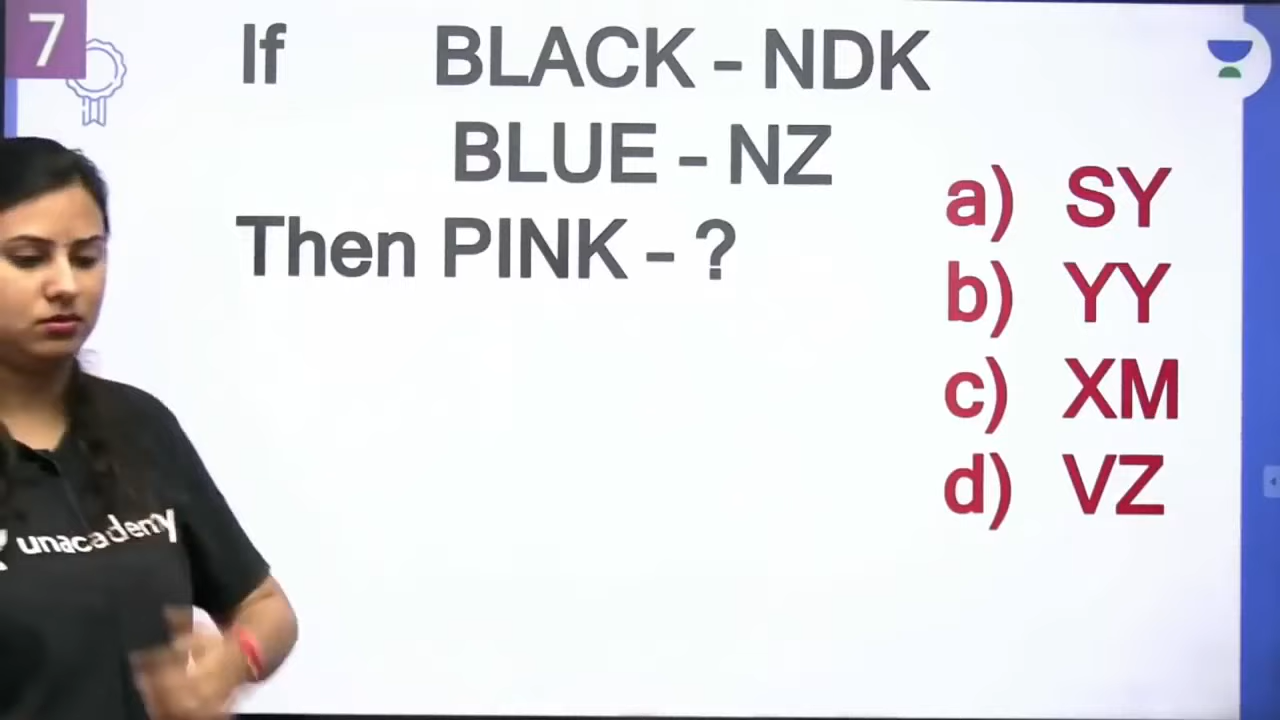 7
If BLACK - NDK
BLUE - NZ
Then PINK - ?
a) SY
b) YY
c) XM
d) VZ
unacademy